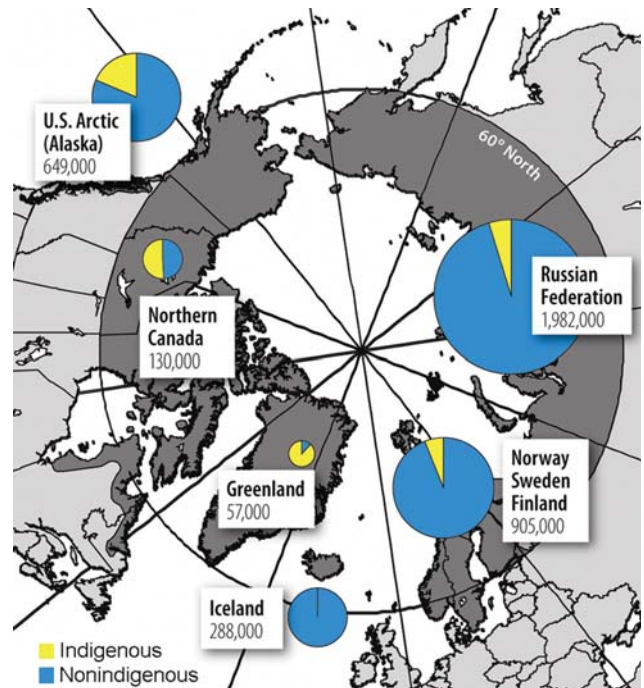 U.S. Arctic
(Alaska)
649,000
60° North
Russian
Federation
1,982,000
Northern
Canada
130,000
Greenland
57,000
Norway
Sweden
Finland
905,000
Iceland
288,000
Indigenous
Nonindigenous